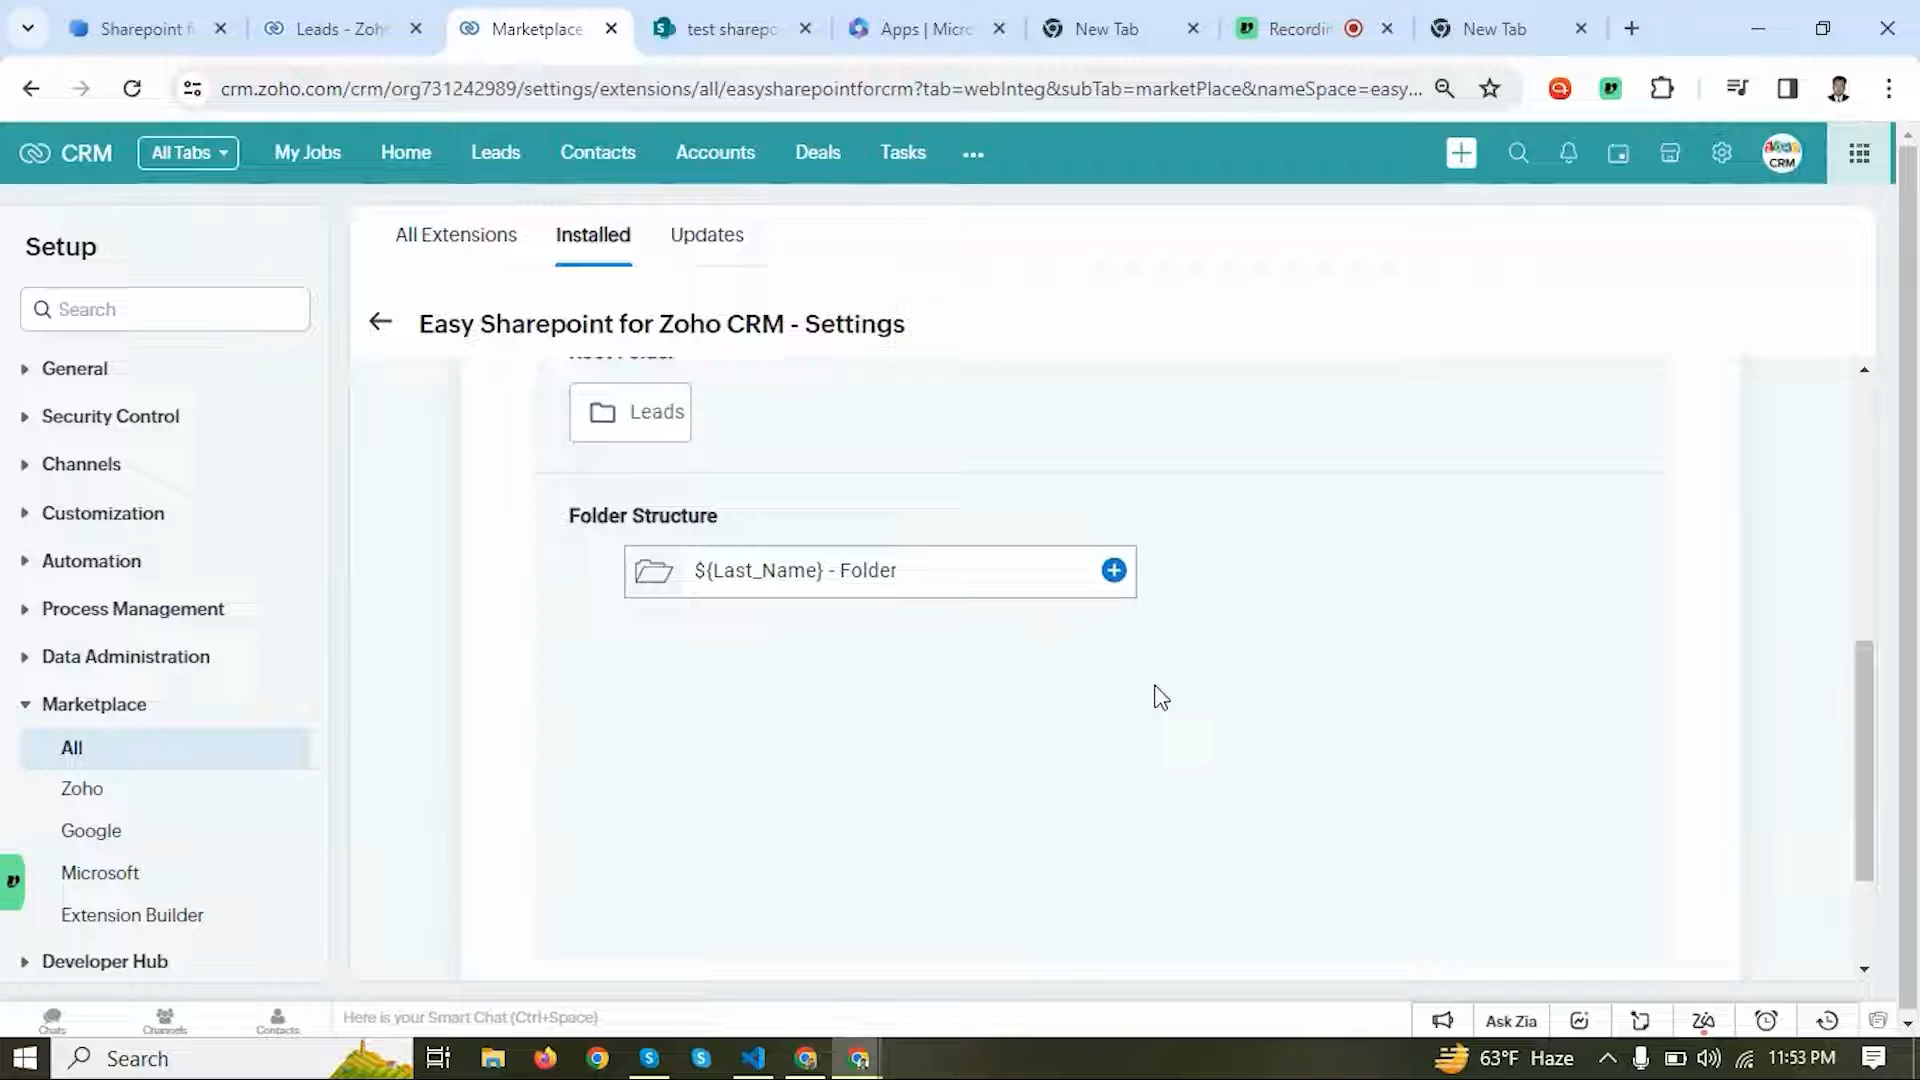 Sharepoint f
Leads - Zoh
Marketplace
test sharepo
Apps | Micro
New Tab
Recordin
New Tab
crm.zoho.com/crm/org731242989/settings/extensions/all/easysharepointforcrm?tab=webInteg&subTab=marketPlace&nameSpace=easy...
CRM
All Tabs
My Jobs
Home
Leads
Contacts
Accounts
Deals
Tasks
CRM
Setup
Search
General
Security Control
Channels
Customization
Automation
Process Management
Data Administration
Marketplace
All
Zoho
Google
Microsoft
Extension Builder
Developer Hub
All Extensions
Installed
Updates
Easy Sharepoint for Zoho CRM - Settings
Leads
Folder Structure
${Last_Name} - Folder
Chats
Channels
Contacts
Here is your Smart Chat (Ctrl+Space)
Ask Zia
Search
63°F Haze
11:53 PM